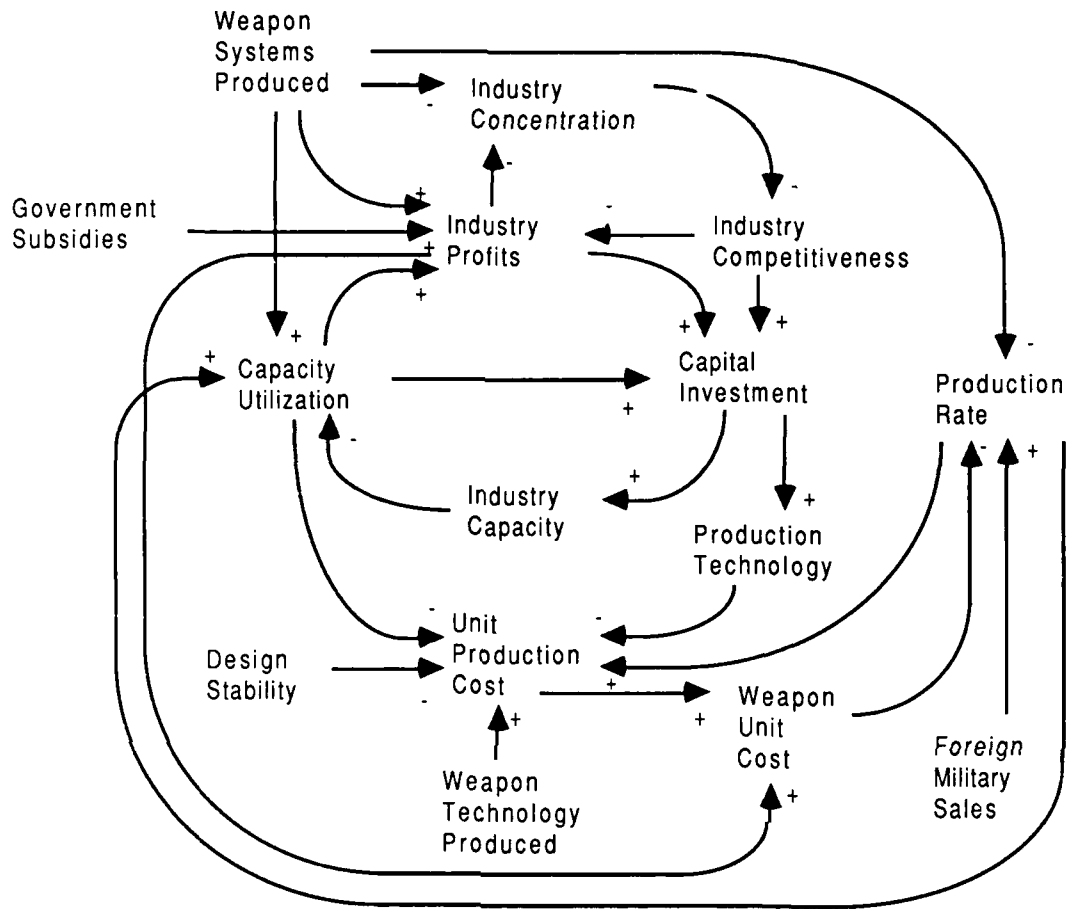 Weapon
Systems
Produced
-
Industry
Concentration
-
-
Government
Subsidies
+
Industry
Profits
+
+
-
Industry
Competitiveness
+
+
Capacity
Utilization
+
+
Capital
Investment
+
-
Production
Rate
-
+
-
Industry
Capacity
+
+
Production
Technology
-
Unit
Production
Cost
-
-
+
+
Design
Stability
+
Weapon
Technology
Produced
Weapon
Unit
Cost
+
Foreign
Military
Sales